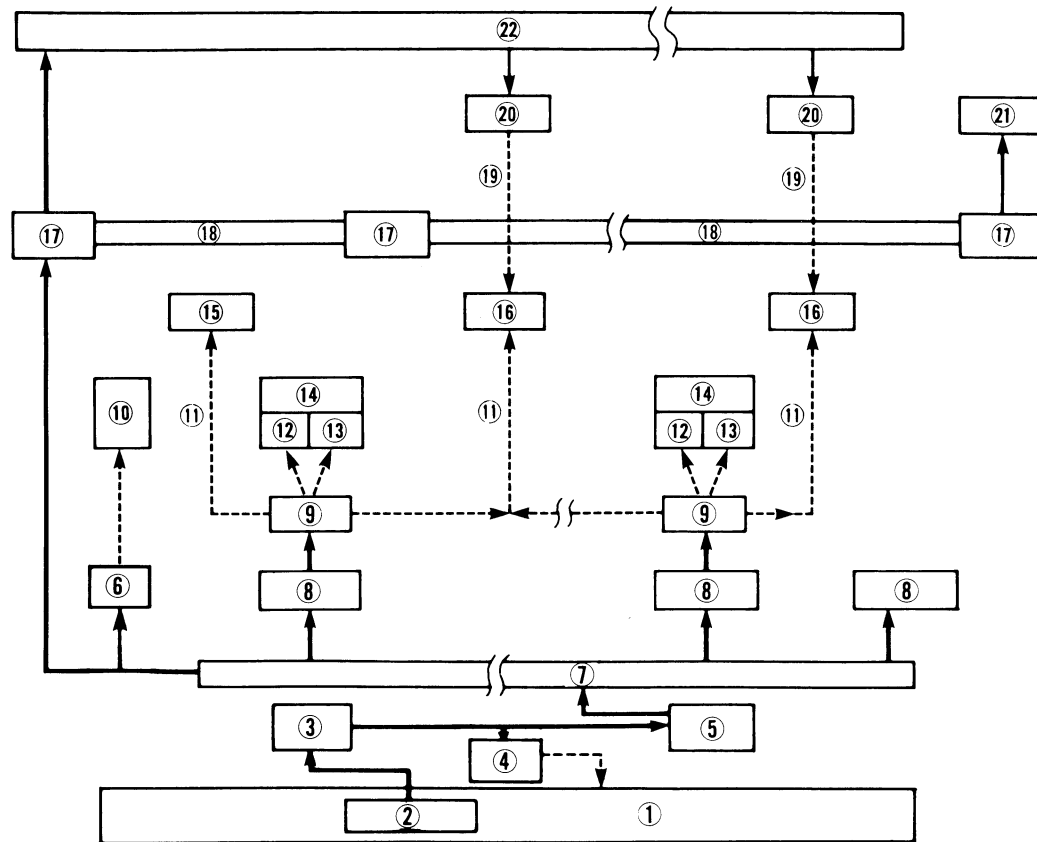 ㉒
⑳ ⑳ ㉑
⑲ ⑲
⑰ ⑱ ⑰ ⑱ ⑰
⑮ ⑯ ⑯
⑭ ⑭
⑩ ⑪ ⑫ ⑬ ⑪ ⑫ ⑬ ⑪
⑨ ⑨
⑥ ⑧ ⑧ ⑧
⑦
③ ⑤
④
② ①